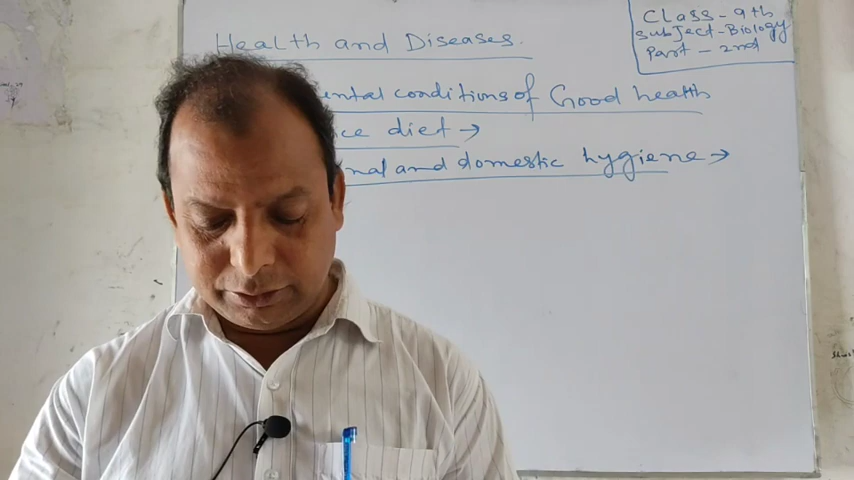 Health and Diseases.
Class - 9th
Subject - Biology
Part - 2nd
ental conditions of Good health
ice diet →
nal and domestic hygiene →